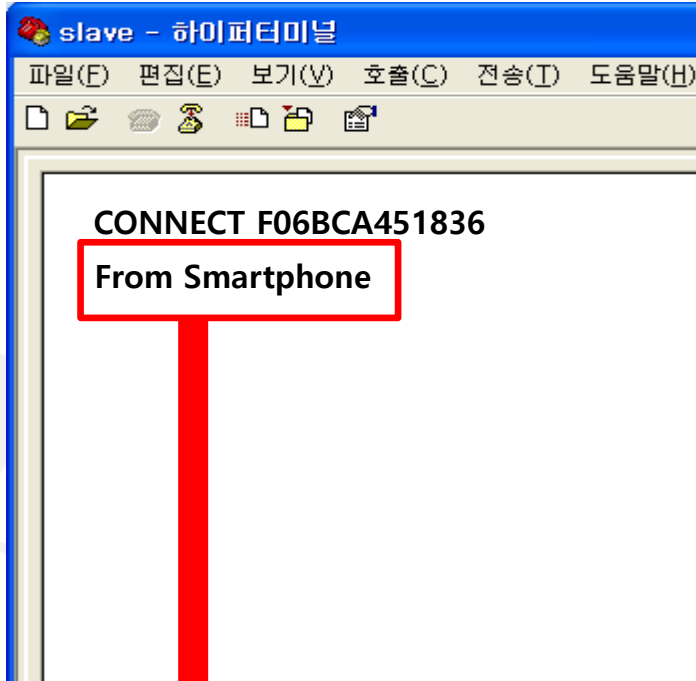 slave - 하이퍼터미널
파일(F) 편집(E) 보기(V) 호출(C) 전송(T) 도움말(H)
CONNECT F06BCA451836
From Smartphone